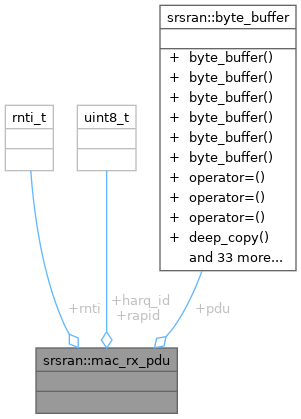 srsran::byte_buffer
+ byte_buffer()
+ byte_buffer()
+ byte_buffer()
+ byte_buffer()
+ byte_buffer()
+ byte_buffer()
+ operator=()
+ operator=()
+ operator=()
+ deep_copy()
and 33 more...
rnti_t
uint8_t
+rnti
+harq_id
+rapid
+pdu
srsran::mac_rx_pdu